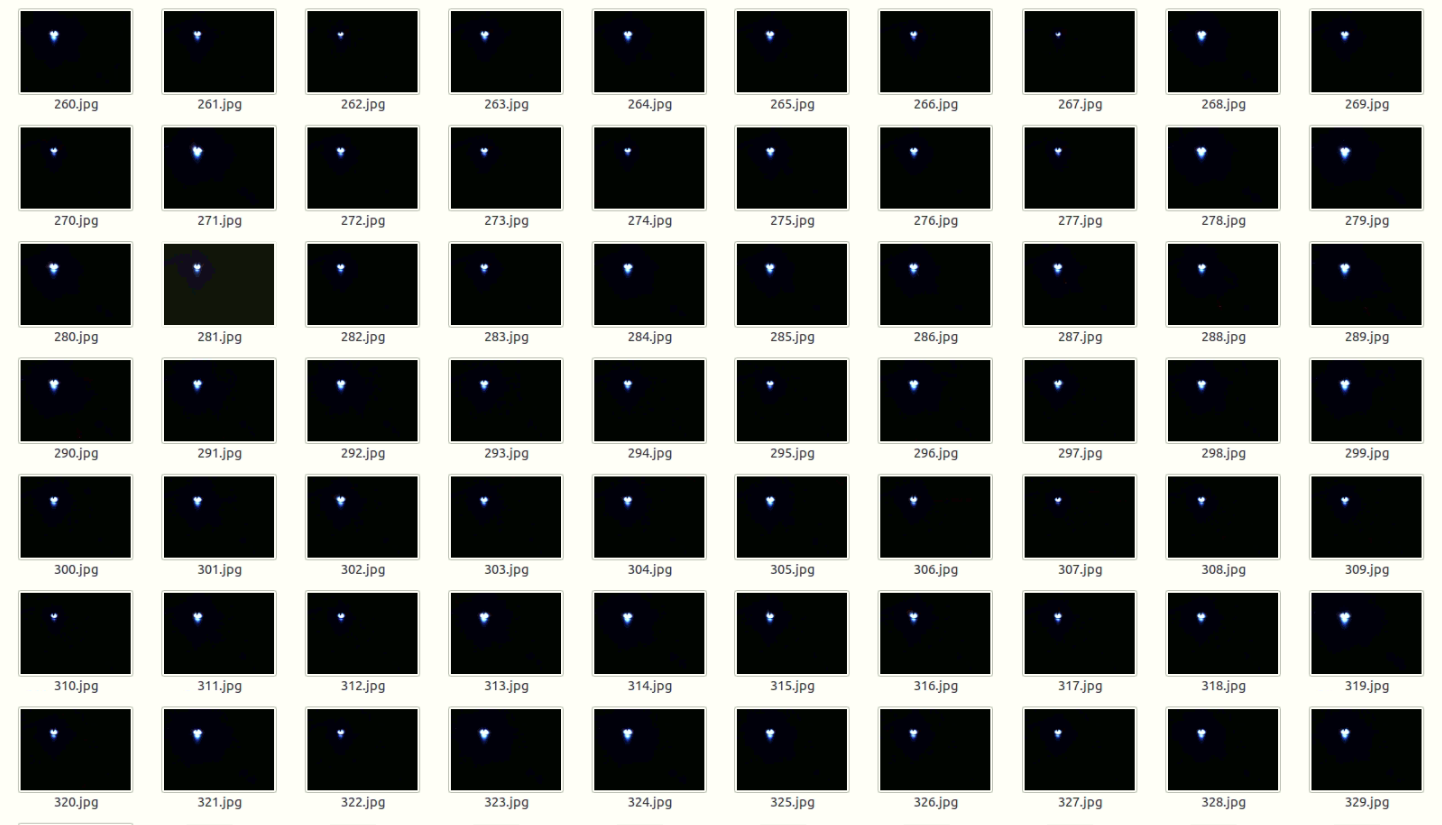 260.jpg 261.jpg 262.jpg 263.jpg 264.jpg 265.jpg 266.jpg 267.jpg 268.jpg 269.jpg
270.jpg 271.jpg 272.jpg 273.jpg 274.jpg 275.jpg 276.jpg 277.jpg 278.jpg 279.jpg
280.jpg 281.jpg 282.jpg 283.jpg 284.jpg 285.jpg 286.jpg 287.jpg 288.jpg 289.jpg
290.jpg 291.jpg 292.jpg 293.jpg 294.jpg 295.jpg 296.jpg 297.jpg 298.jpg 299.jpg
300.jpg 301.jpg 302.jpg 303.jpg 304.jpg 305.jpg 306.jpg 307.jpg 308.jpg 309.jpg
310.jpg 311.jpg 312.jpg 313.jpg 314.jpg 315.jpg 316.jpg 317.jpg 318.jpg 319.jpg
320.jpg 321.jpg 322.jpg 323.jpg 324.jpg 325.jpg 326.jpg 327.jpg 328.jpg 329.jpg